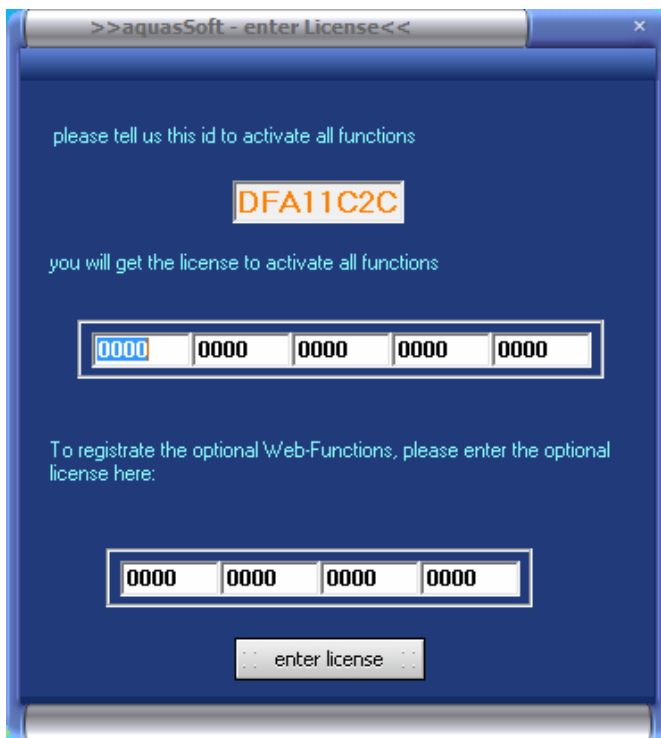 >>aquasSoft - enter License<<
please tell us this id to activate all functions
DFA11C2C
you will get the license to activate all functions
0000 0000 0000 0000 0000
To registrate the optional Web-Functions, please enter the optional
license here:
0000 0000 0000 0000
enter license